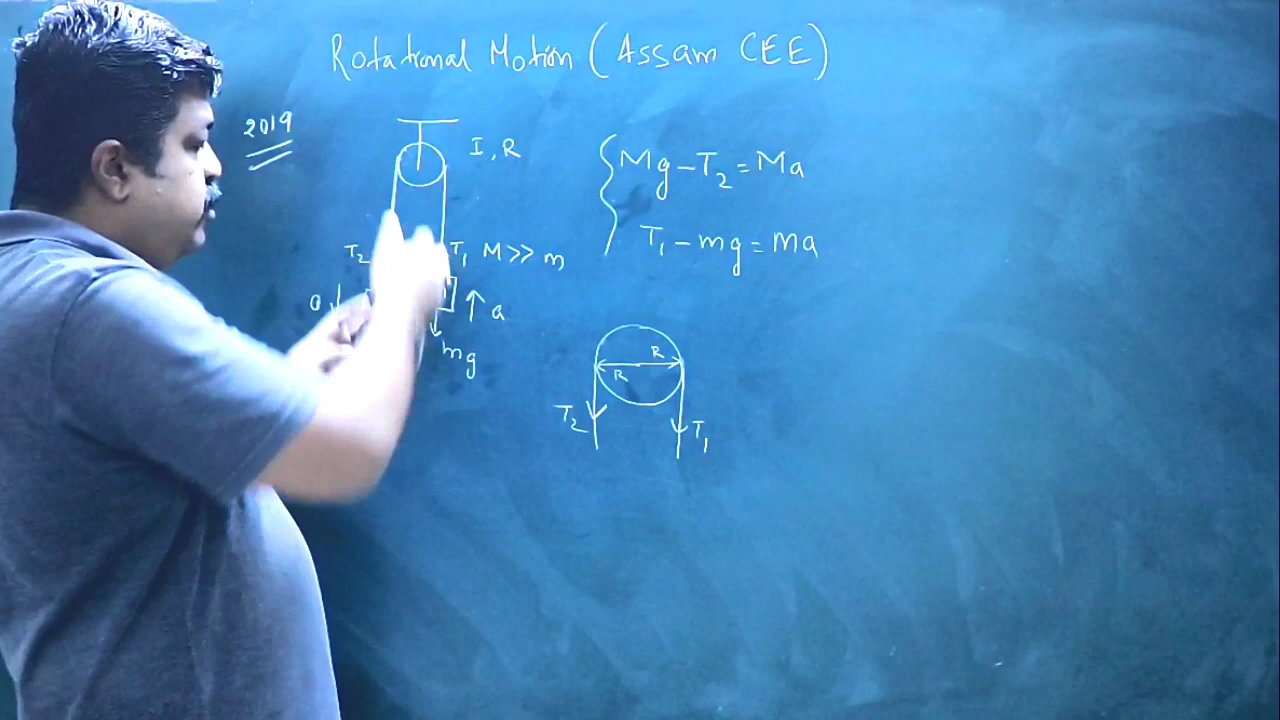 Rotational Motion (Assam CEE)
2019
I, R
Mg - T₂ = Ma
T₁ - mg = ma
T₂
T₁ M >> m
a
a
mg
R
R
T₂
T₁